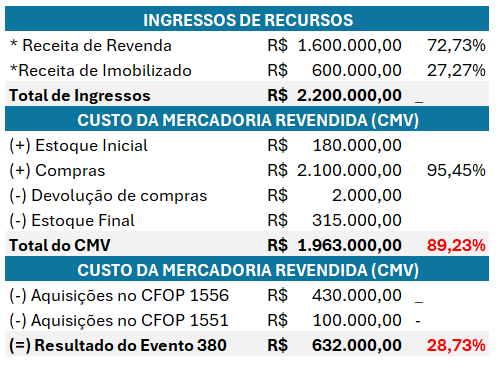 INGRESSOS DE RECURSOS
* Receita de Revenda R$ 1.600.000,00 72,73%
*Receita de Imobilizado R$ 600.000,00 27,27%
Total de Ingressos R$ 2.200.000,00 _
CUSTO DA MERCADORIA REVENDIDA (CMV)
(+) Estoque Inicial R$ 180.000,00
(+) Compras R$ 2.100.000,00 95,45%
(-) Devolução de compras R$ 2.000,00
(-) Estoque Final R$ 315.000,00
Total do CMV R$ 1.963.000,00 89,23%
CUSTO DA MERCADORIA REVENDIDA (CMV)
(-) Aquisições no CFOP 1556 R$ 430.000,00 _
(-) Aquisições no CFOP 1551 R$ 100.000,00 -
(=) Resultado do Evento 380 R$ 632.000,00 28,73%